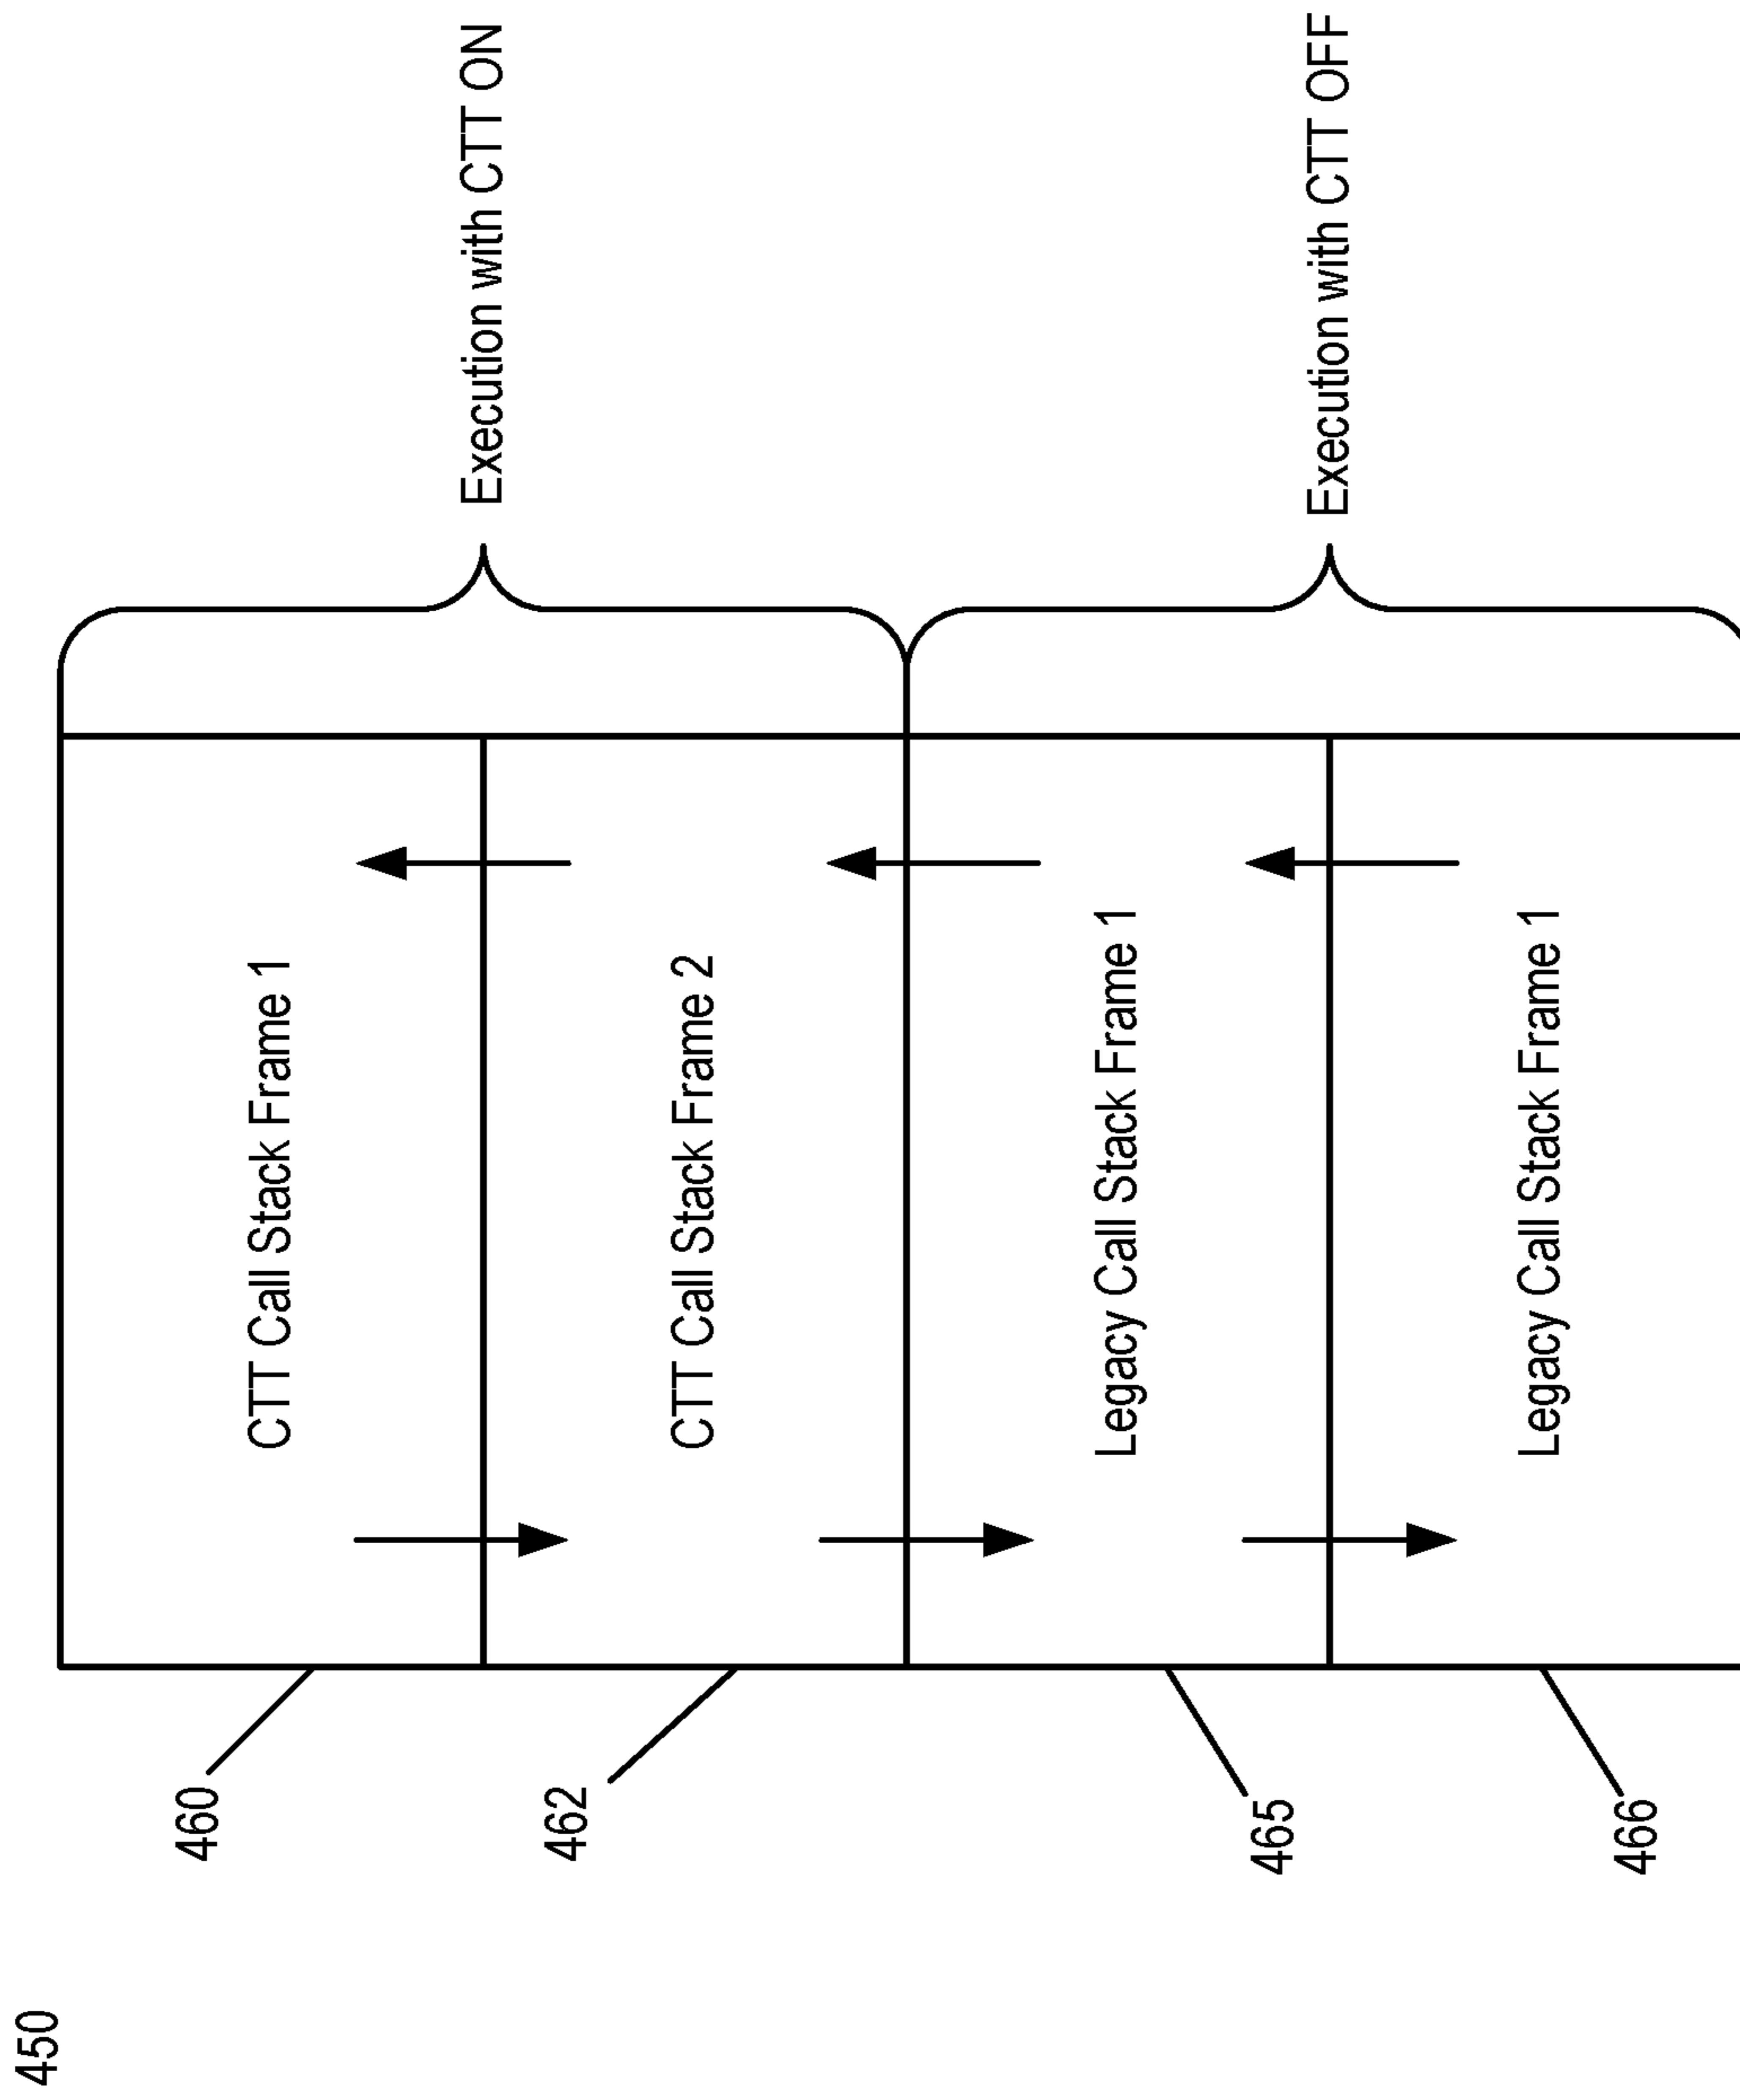 450
460
CTT Call Stack Frame 1
462
CTT Call Stack Frame 2
Execution with CTT ON
465
Legacy Call Stack Frame 1
466
Legacy Call Stack Frame 1
Execution with CTT OFF